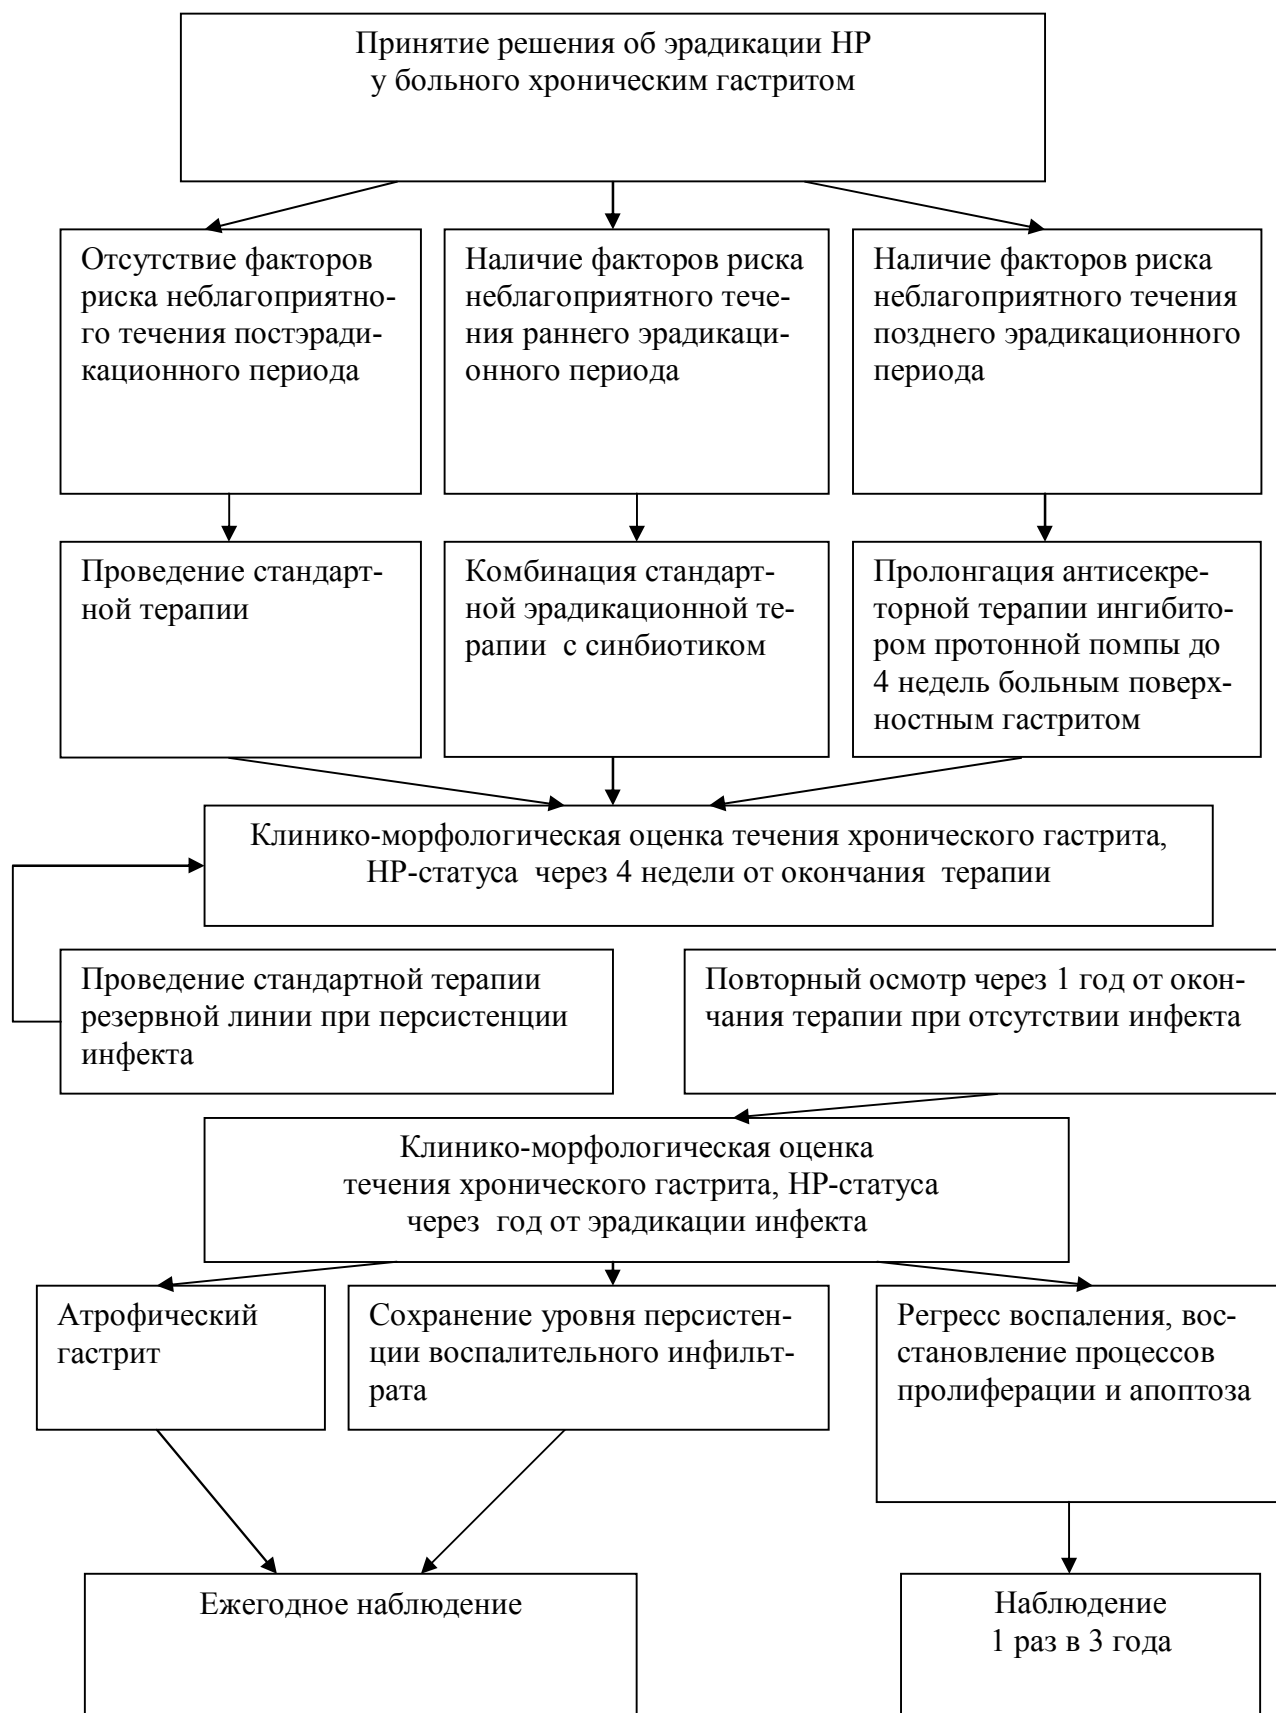 Принятие решения об эрадикации НР
у больного хроническим гастритом
Отсутствие факторов
риска неблагоприятно-
го течения постэради-
кационного периода
Наличие факторов риска
неблагоприятного тече-
ния раннего эрадикаци-
онного периода
Наличие факторов риска
неблагоприятного течения
позднего эрадикационного
периода
Проведение стандарт-
ной терапии
Комбинация стандарт-
ной эрадикационной те-
рапии с синбиотиком
Пролонгация антисекре-
торной терапии ингибито-
ром протонной помпы до
4 недель больным поверх-
ностным гастритом
Клинико-морфологическая оценка течения хронического гастрита,
НР-статуса через 4 недели от окончания терапии
Проведение стандартной терапии
резервной линии при персистенции
инфекта
Повторный осмотр через 1 год от окон-
чания терапии при отсутствии инфекта
Клинико-морфологическая оценка
течения хронического гастрита, НР-статуса
через год от эрадикации инфекта
Атрофический
гастрит
Сохранение уровня персистен-
ции воспалительного инфильт-
рата
Регресс воспаления, вос-
становление процессов
пролиферации и апоптоза
Ежегодное наблюдение
Наблюдение
1 раз в 3 года